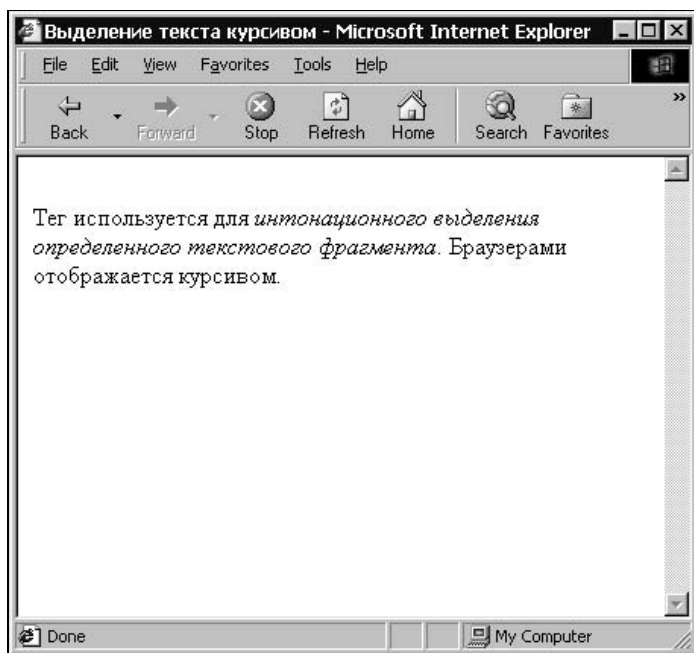 Выделение текста курсивом - Microsoft Internet Explorer
File Edit View Favorites Tools Help
Back Forward Stop Refresh Home Search Favorites »
Тег используется для интонационного выделения
определенного текстового фрагмента. Браузерами
отображается курсивом.
Done My Computer